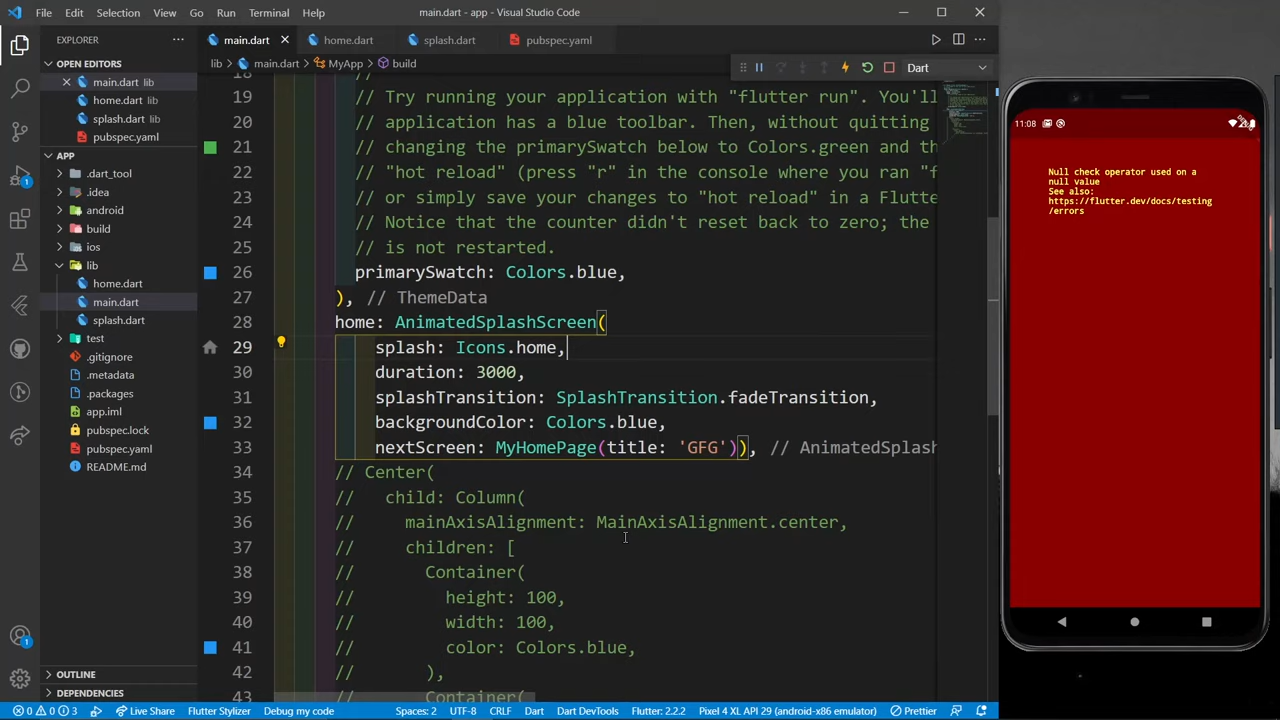 File Edit Selection View Go Run Terminal Help
main.dart - app - Visual Studio Code
EXPLORER
OPEN EDITORS
main.dart lib
home.dart lib
splash.dart lib
pubspec.yaml
APP
.dart_tool
.idea
android
build
ios
lib
home.dart
main.dart
splash.dart
test
.gitignore
.metadata
.packages
app.iml
pubspec.lock
pubspec.yaml
README.md
OUTLINE
DEPENDENCIES
1
1
main.dart
home.dart
splash.dart
pubspec.yaml
lib > main.dart > MyApp > build
Dart
18 //
19 // Try running your application with "flutter run". You'll
20 // application has a blue toolbar. Then, without quitting
21 // changing the primarySwatch below to Colors.green and th
22 // "hot reload" (press "r" in the console where you ran "f
23 // or simply save your changes to "hot reload" in a Flutte
24 // Notice that the counter didn't reset back to zero; the
25 // is not restarted.
26 primarySwatch: Colors.blue,
27 ), // ThemeData
28 home: AnimatedSplashScreen(
29 splash: Icons.home,
30 duration: 3000,
31 splashTransition: SplashTransition.fadeTransition,
32 backgroundColor: Colors.blue,
33 nextScreen: MyHomePage(title: 'GFG')), // AnimatedSplash
34 // Center(
35 // child: Column(
36 // mainAxisAlignment: MainAxisAlignment.center,
37 // children: [
38 // Container(
39 // height: 100,
40 // width: 100,
41 // color: Colors.blue,
42 // ),
43 // Container(
11:08
Null check operator used on a
null value
See also:
https://flutter.dev/docs/testing
/errors
0 0 3 Live Share Flutter Stylizer Debug my code Spaces: 2 UTF-8 CRLF Dart Dart DevTools Flutter: 2.2.2 Pixel 4 XL API 29 (android-x86 emulator) Prettier